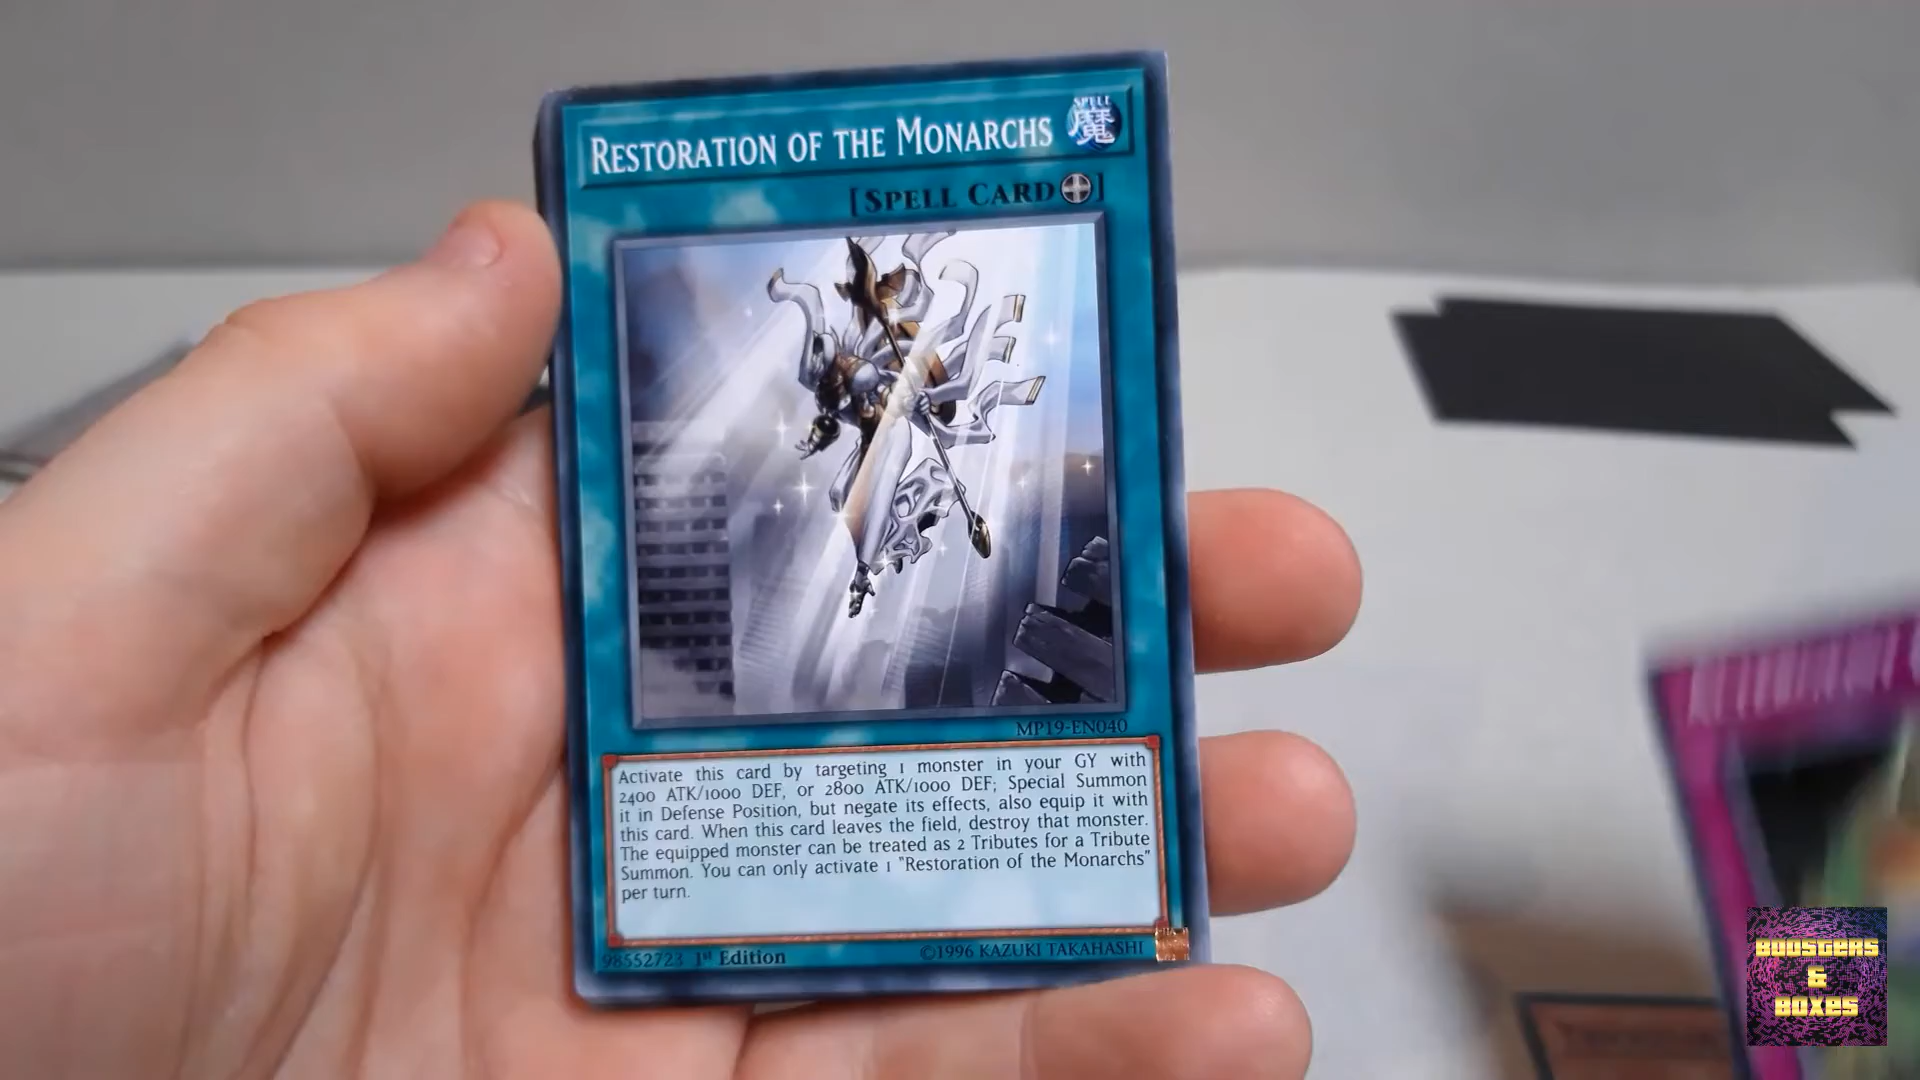 RESTORATION OF THE MONARCHS
SPELL
魔
[SPELL CARD]
MP19-EN040
Activate this card by targeting 1 monster in your GY with
2400 ATK/1000 DEF, or 2800 ATK/1000 DEF; Special Summon
it in Defense Position, but negate its effects, also equip it with
this card. When this card leaves the field, destroy that monster.
The equipped monster can be treated as 2 Tributes for a Tribute
Summon. You can only activate 1 "Restoration of the Monarchs"
per turn.
98552723 1st Edition
©1996 KAZUKI TAKAHASHI
BOOSTERS
&
BOXES